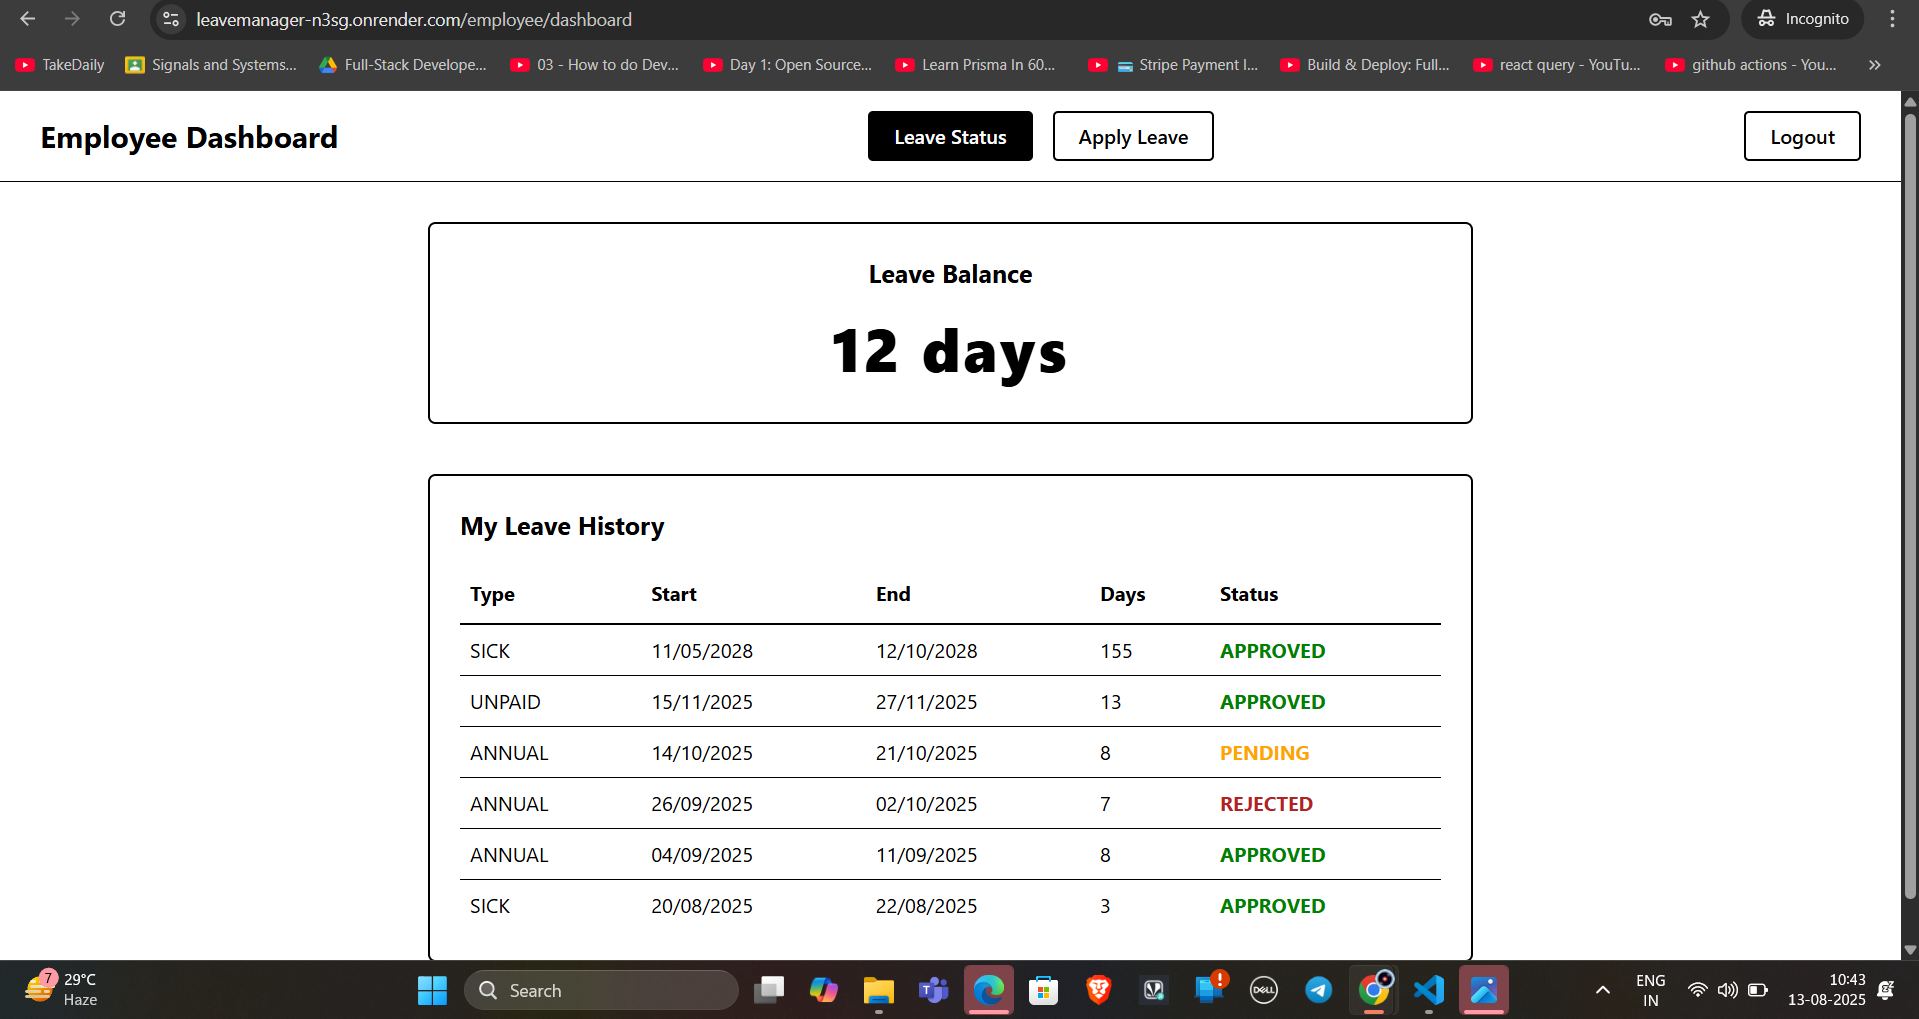 leavemanager-n3sg.onrender.com/employee/dashboard
Incognito
TakeDaily
Signals and Systems...
Full-Stack Develope...
03 - How to do Dev...
Day 1: Open Source...
Learn Prisma In 60...
Stripe Payment I...
Build & Deploy: Full...
react query - YouTu...
github actions - You...
Employee Dashboard
Leave Status
Apply Leave
Logout
Leave Balance
12 days
My Leave History
Type Start End Days Status
SICK 11/05/2028 12/10/2028 155 APPROVED
UNPAID 15/11/2025 27/11/2025 13 APPROVED
ANNUAL 14/10/2025 21/10/2025 8 PENDING
ANNUAL 26/09/2025 02/10/2025 7 REJECTED
ANNUAL 04/09/2025 11/09/2025 8 APPROVED
SICK 20/08/2025 22/08/2025 3 APPROVED
7
29°C
Haze
Search
DELL
ENG
IN
10:43
13-08-2025